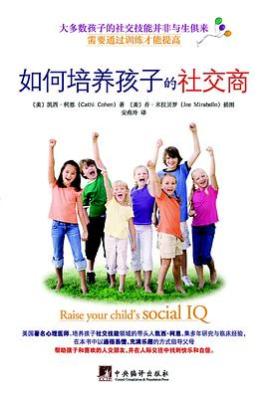 大多数孩子的社交技能并非与生俱来
需要通过训练才能提高
如何培养孩子的社交商
(美) 凯西·柯恩 (Cathi Cohen) 著 (美) 乔·米拉贝罗 (Joe Mirabello) 插图
安燕玲 译
Raise your child's social IQ
美国著名心理医师、培养孩子社交技能领域的带头人凯西·柯恩，集多年研究与临床经验，
在本书中以通俗易懂、充满乐趣的方式指导父母
帮助孩子和喜欢的人交朋友，并在人际交往中找到快乐和自信。
中央编译出版社
Central Compilation & Translation Press